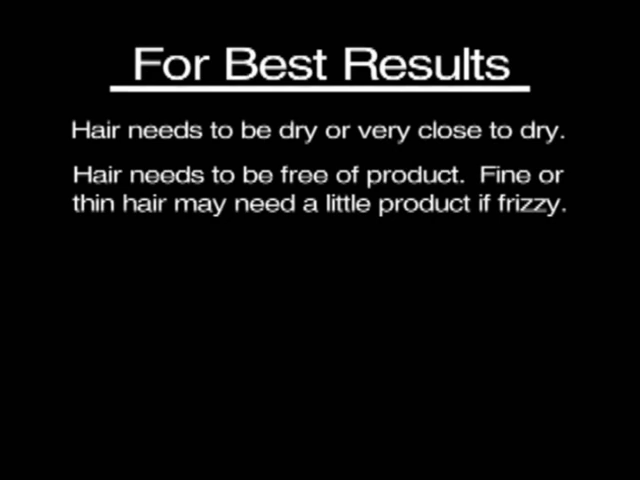 For Best Results
Hair needs to be dry or very close to dry.
Hair needs to be free of product.  Fine or
thin hair may need a little product if frizzy.